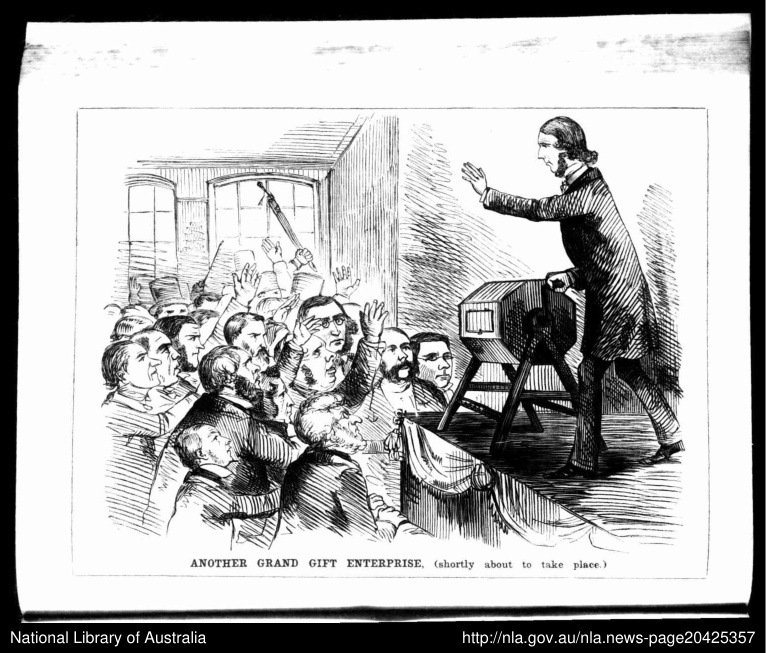 ANOTHER GRAND GIFT ENTERPRISE, (shortly about to take place.)
National Library of Australia
http://nla.gov.au/nla.news-page20425357